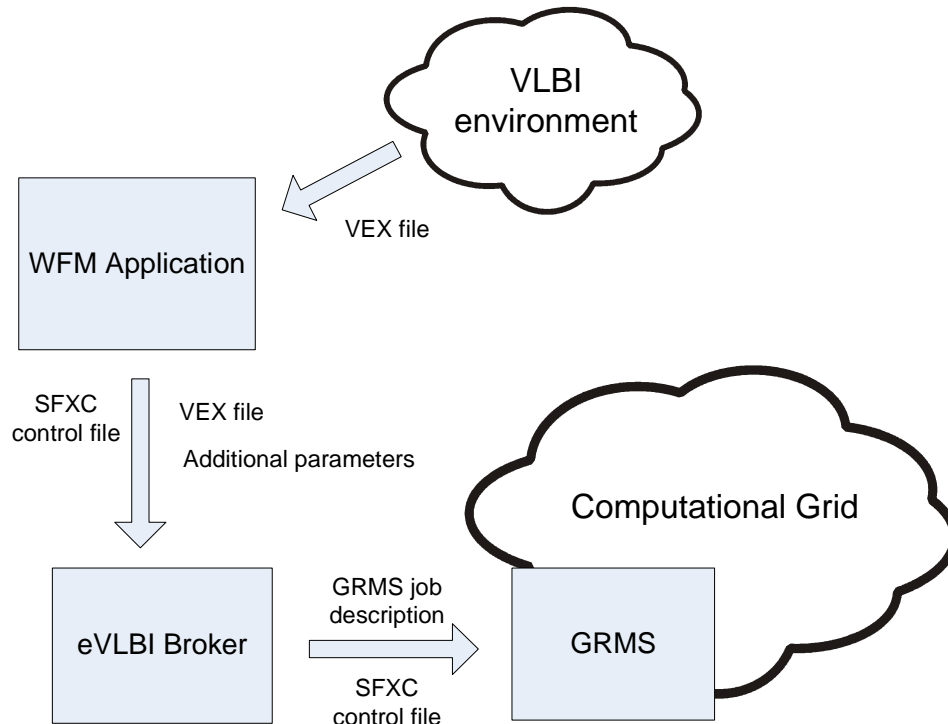 VLBI
environment
VEX file
WFM Application
SFXC
control file
VEX file
Additional parameters
Computational Grid
eVLBI Broker
GRMS job
description
SFXC
control file
GRMS